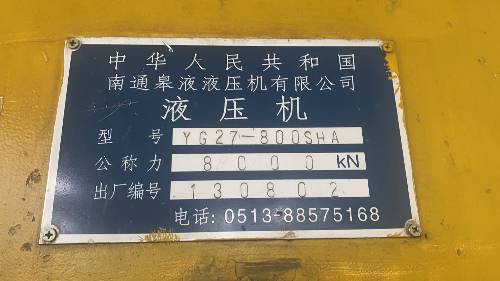 中华人民共和国
南通皋液液压机有限公司
液压机
型号 YG27-800SHA
公称力 8000 kN
出厂编号 130802
电话: 0513-88575168